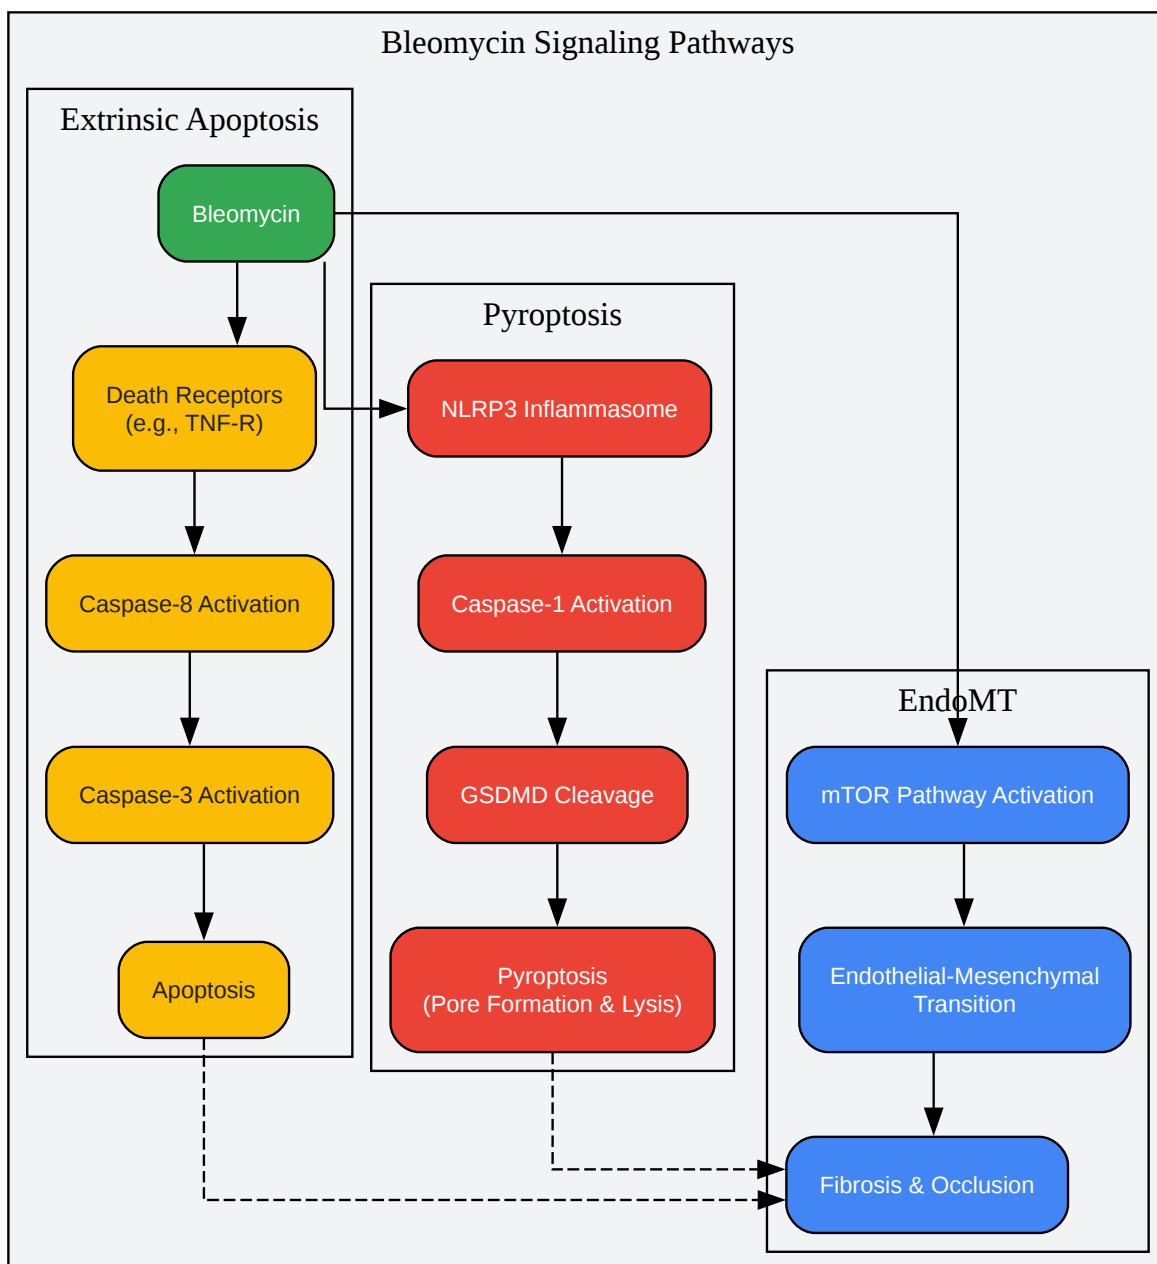 Bleomycin Signaling Pathways
Extrinsic Apoptosis
Bleomycin
Death Receptors
(e.g., TNF-R)
Caspase-8 Activation
Caspase-3 Activation
Apoptosis
Pyroptosis
NLRP3 Inflammasome
Caspase-1 Activation
GSDMD Cleavage
Pyroptosis
(Pore Formation & Lysis)
EndoMT
mTOR Pathway Activation
Endothelial-Mesenchymal
Transition
Fibrosis & Occlusion